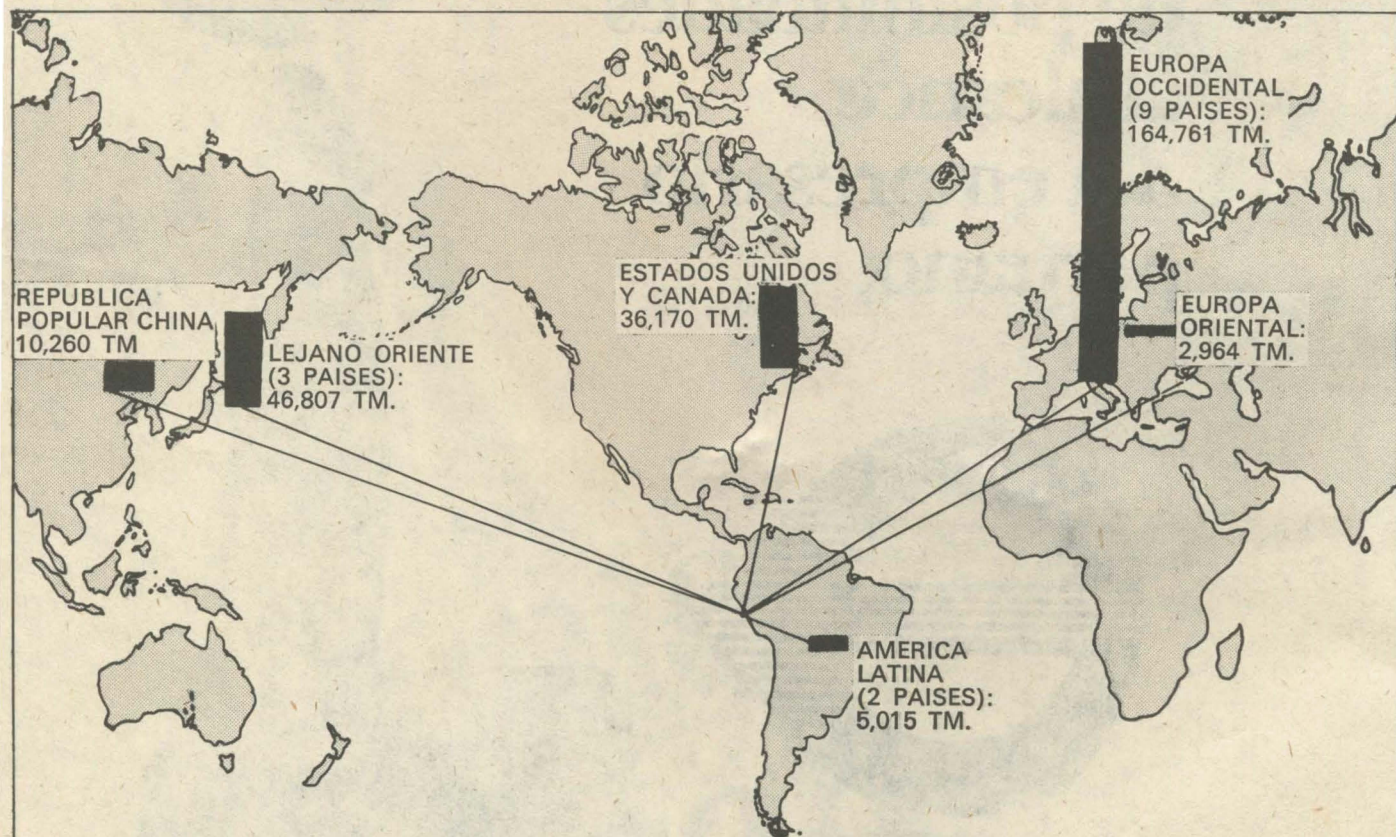 EUROPA
OCCIDENTAL
(9 PAISES):
164,761 TM.
ESTADOS UNIDOS
Y CANADA:
36,170 TM.
REPUBLICA
POPULAR CHINA
10,260 TM
EUROPA
ORIENTAL:
2,964 TM.
LEJANO ORIENTE
(3 PAISES):
46,807 TM.
AMERICA
LATINA
(2 PAISES):
5,015 TM.